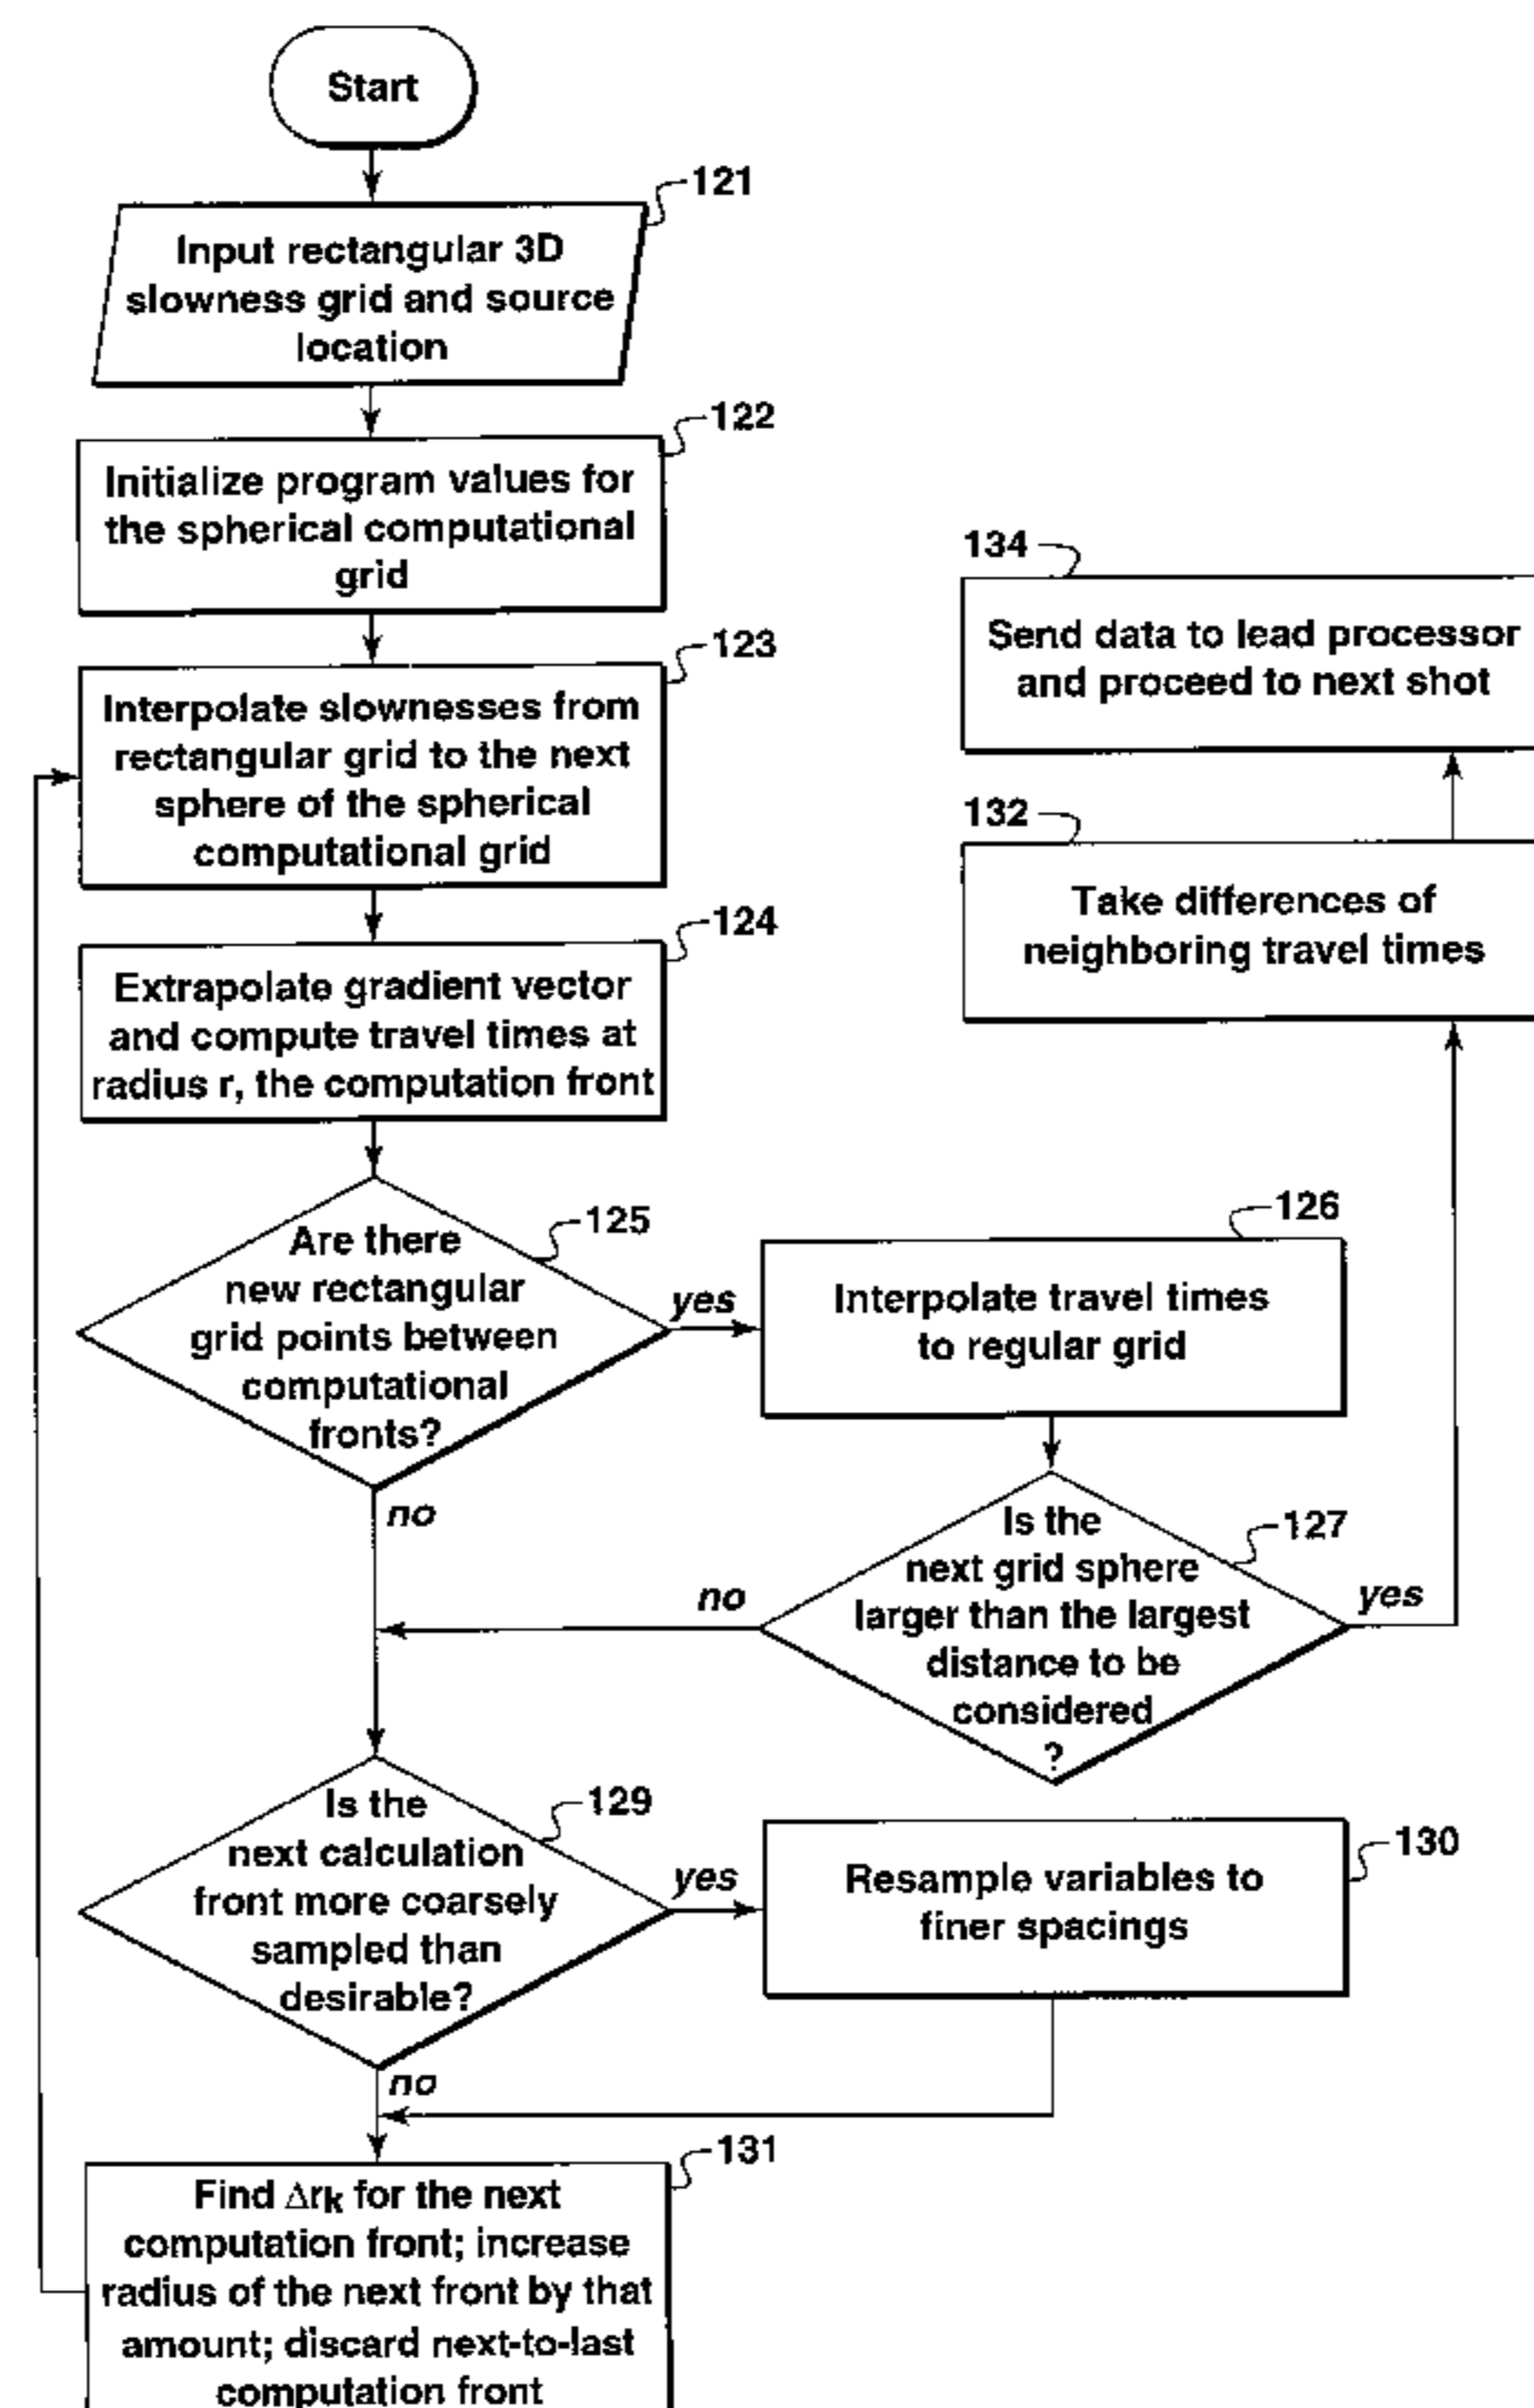 Start
121
Input rectangular 3D
slowness grid and source
location
122
Initialize program values for
the spherical computational
grid
123
Interpolate slownesses from
rectangular grid to the next
sphere of the spherical
computational grid
124
Extrapolate gradient vector
and compute travel times at
radius r, the computation front
125
Are there
new rectangular
grid points between
computational
fronts?
yes
no
126
Interpolate travel times
to regular grid
127
Is the
next grid sphere
larger than the largest
distance to be
considered
?
no
yes
132
Take differences of
neighboring travel times
134
Send data to lead processor
and proceed to next shot
129
Is the
next calculation
front more coarsely
sampled than
desirable?
yes
no
130
Resample variables to
finer spacings
131
Find Δrk for the next
computation front; increase
radius of the next front by that
amount; discard next-to-last
computation front